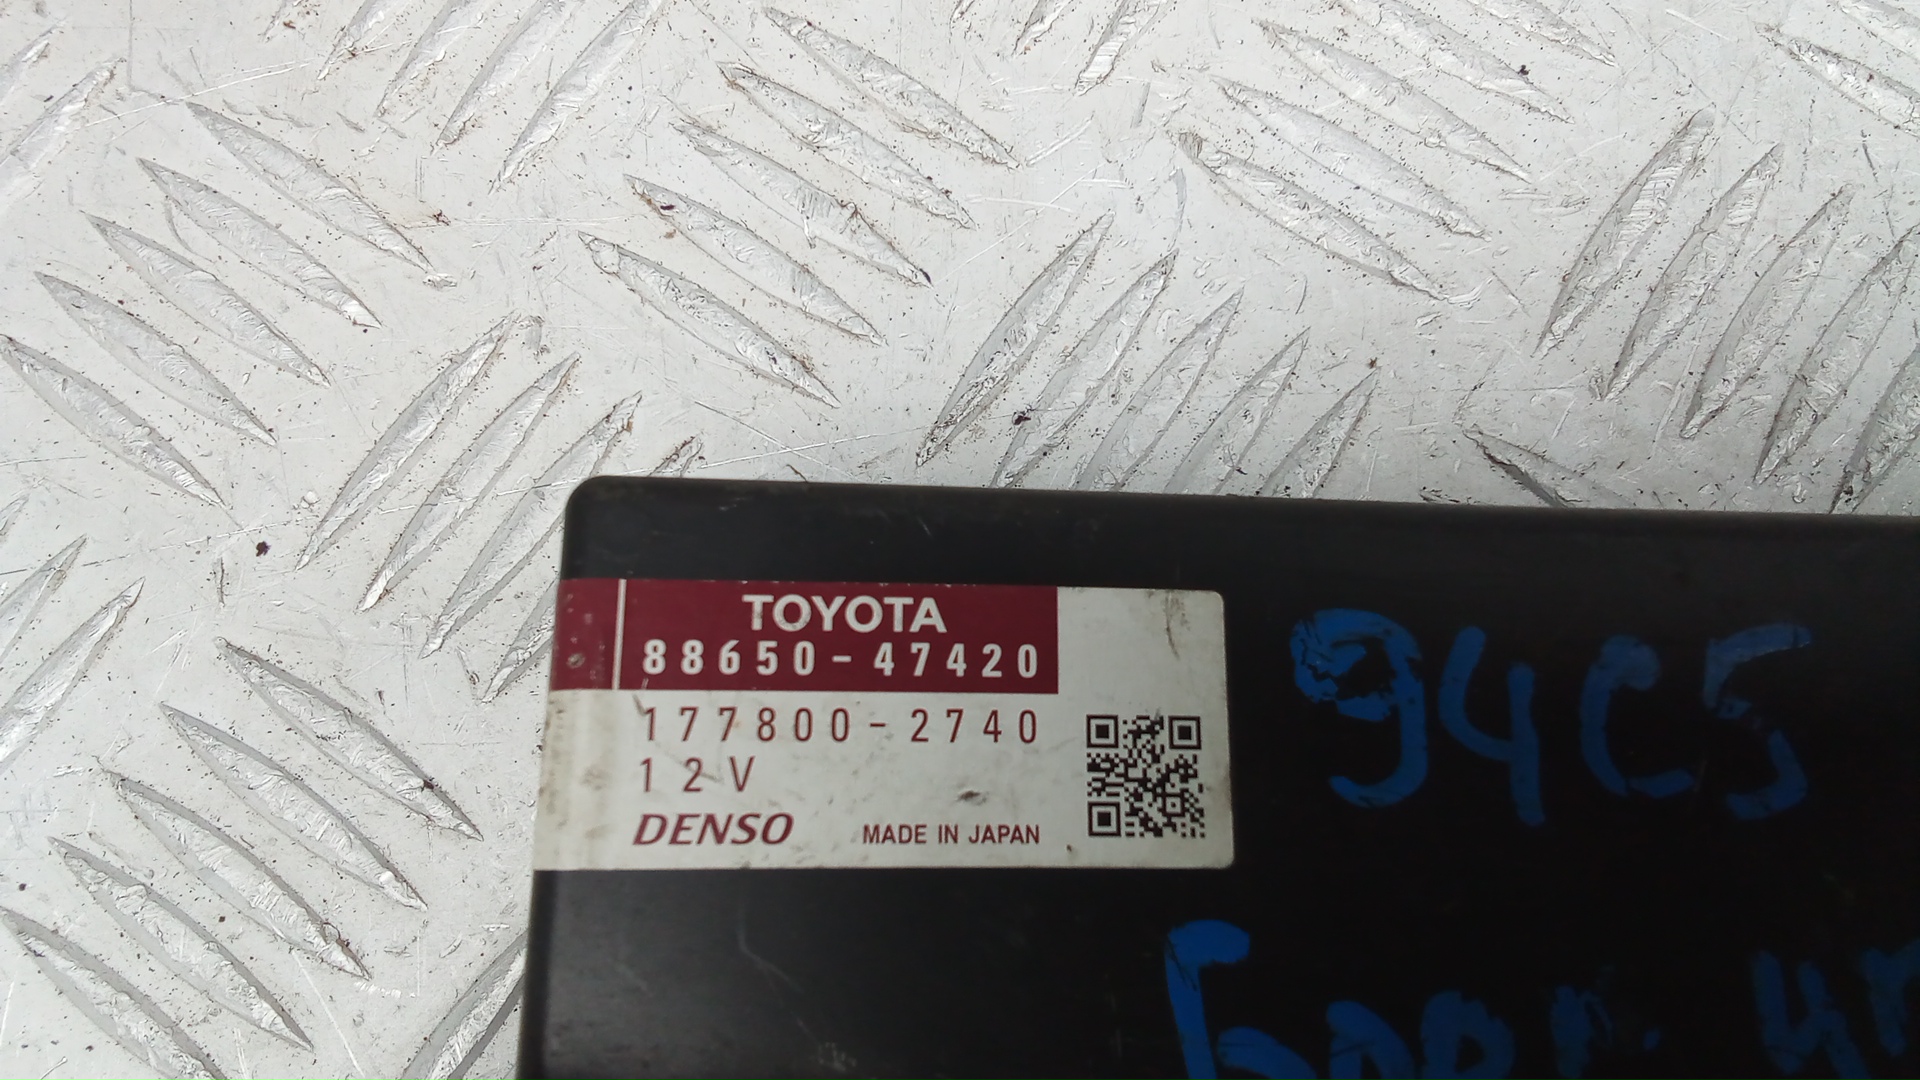 TOYOTA
88650-47420
177800-2740
12V
DENSO MADE IN JAPAN
94C5